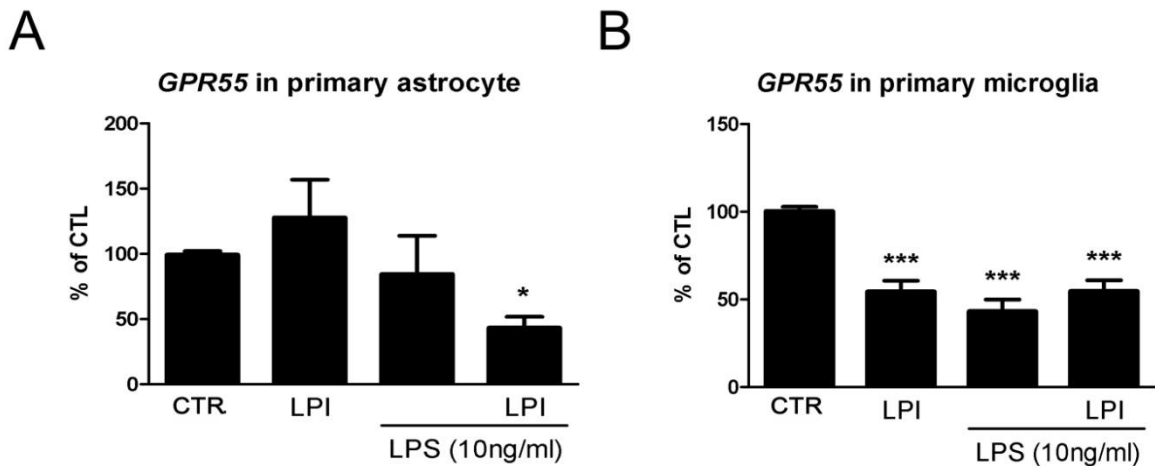 A
GPR55 in primary astrocyte
200
150
100
50
0
% of CTL
*
CTR
LPI
LPI
LPS (10ng/ml)
B
GPR55 in primary microglia
150
100
50
0
% of CTL
***
***
***
CTR
LPI
LPI
LPS (10ng/ml)